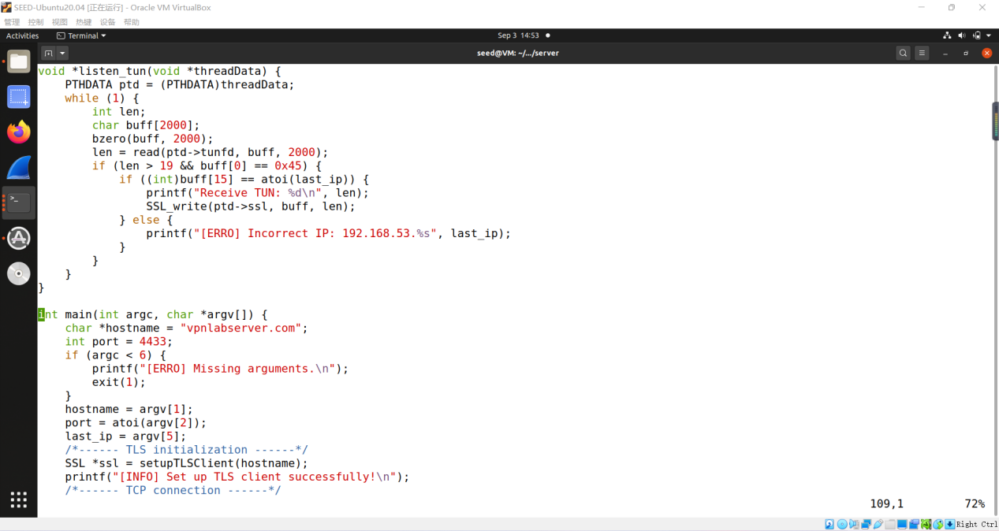 SEED-Ubuntu20.04 [正在运行] - Oracle VM VirtualBox
管理 控制 视图 热键 设备 帮助
Activities Terminal Sep 3 14:53
seed@VM: ~/.../server
void *listen_tun(void *threadData) {
    PTHDATA ptd = (PTHDATA)threadData;
    while (1) {
        int len;
        char buff[2000];
        bzero(buff, 2000);
        len = read(ptd->tunfd, buff, 2000);
        if (len > 19 && buff[0] == 0x45) {
            if ((int)buff[15] == atoi(last_ip)) {
                printf("Receive TUN: %d\n", len);
                SSL_write(ptd->ssl, buff, len);
            } else {
                printf("[ERRO] Incorrect IP: 192.168.53.%s", last_ip);
            }
        }
    }
}
int main(int argc, char *argv[]) {
    char *hostname = "vpnlabserver.com";
    int port = 4433;
    if (argc < 6) {
        printf("[ERRO] Missing arguments.\n");
        exit(1);
    }
    hostname = argv[1];
    port = atoi(argv[2]);
    last_ip = argv[5];
    /*------ TLS initialization ------*/
    SSL *ssl = setupTLSClient(hostname);
    printf("[INFO] Set up TLS client successfully!\n");
    /*------ TCP connection ------*/
109,1 72%
Right Ctrl